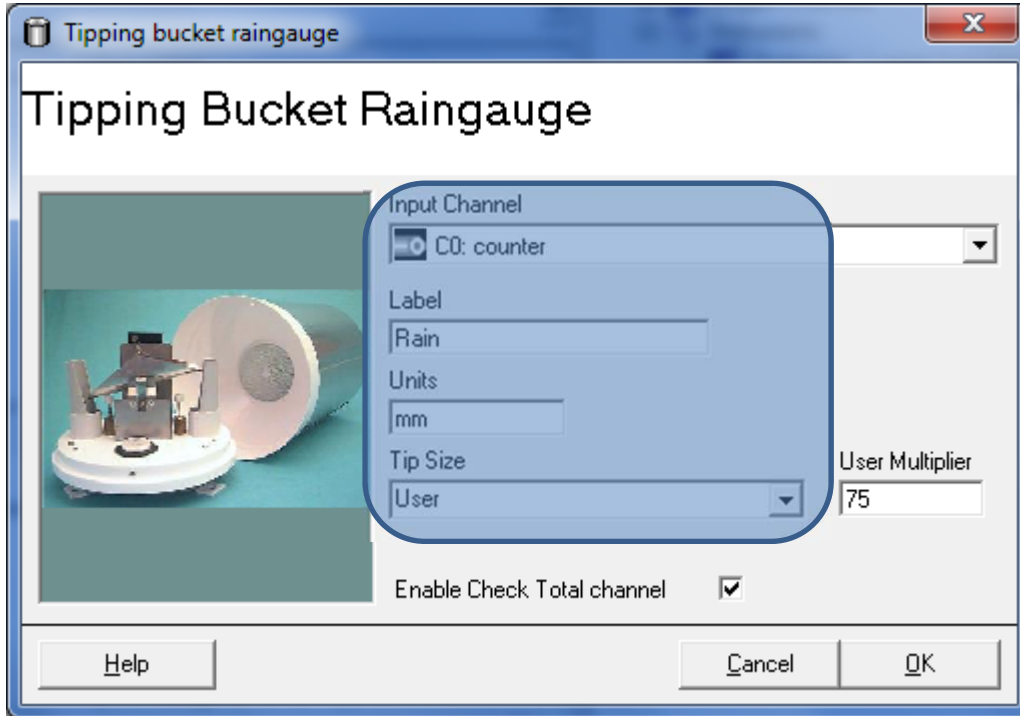 Tipping bucket raingauge
Tipping Bucket Raingauge
Input Channel
C0: counter
Label
Rain
Units
mm
Tip Size
User Multiplier
User
75
Enable Check Total channel
Help
Cancel
OK